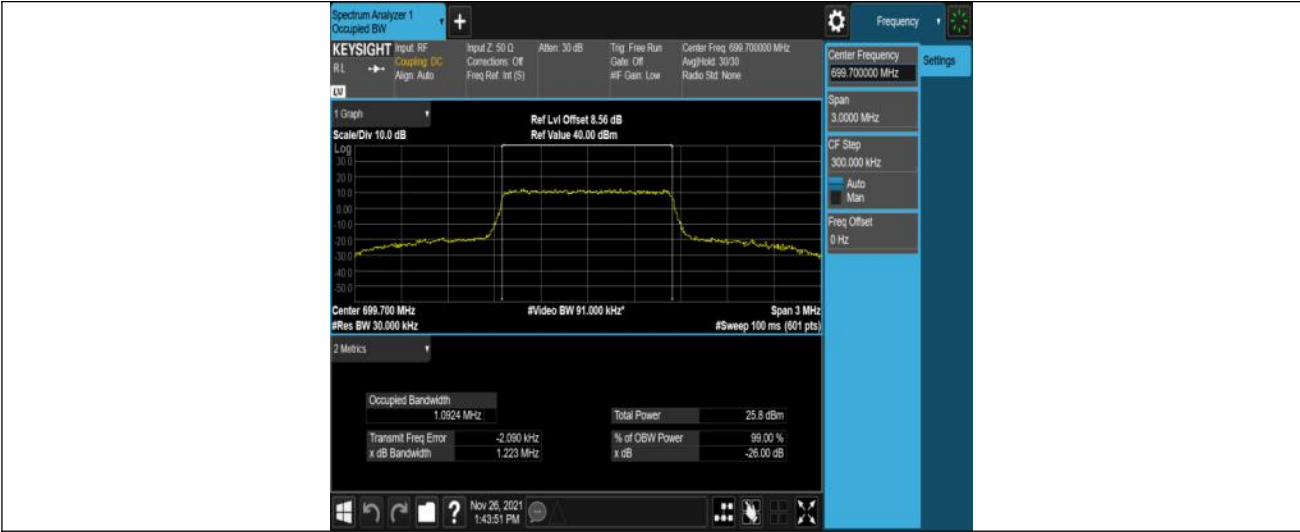 Spectrum Analyzer 1
Occupied BW
+
Frequency
KEYSIGHT
RL
LV
Input: RF
Coupling: DC
Align: Auto
Input Z: 50 Ω
Corrections: Off
Freq Ref: Int (S)
Atten: 30 dB
Trig: Free Run
Gate: Off
#IF Gain: Low
Center Freq: 699.700000 MHz
Avg|Hold: 30/30
Radio Std: None
Center Frequency
699.700000 MHz
Settings
Span
3.0000 MHz
CF Step
300.000 kHz
Auto
Man
Freq Offset
0 Hz
1 Graph
Scale/Div 10.0 dB
Ref Lvl Offset 8.56 dB
Ref Value 40.00 dBm
Log
30.0
20.0
10.0
0.00
-10.0
-20.0
-30.0
-40.0
-50.0
Center 699.700 MHz
#Res BW 30.000 kHz
#Video BW 91.000 kHz*
Span 3 MHz
#Sweep 100 ms (601 pts)
2 Metrics
Occupied Bandwidth
1.0924 MHz
Total Power 25.8 dBm
Transmit Freq Error -2.090 kHz
% of OBW Power 99.00 %
x dB Bandwidth 1.223 MHz
x dB -26.00 dB
?
Nov 26, 2021
1:43:51 PM